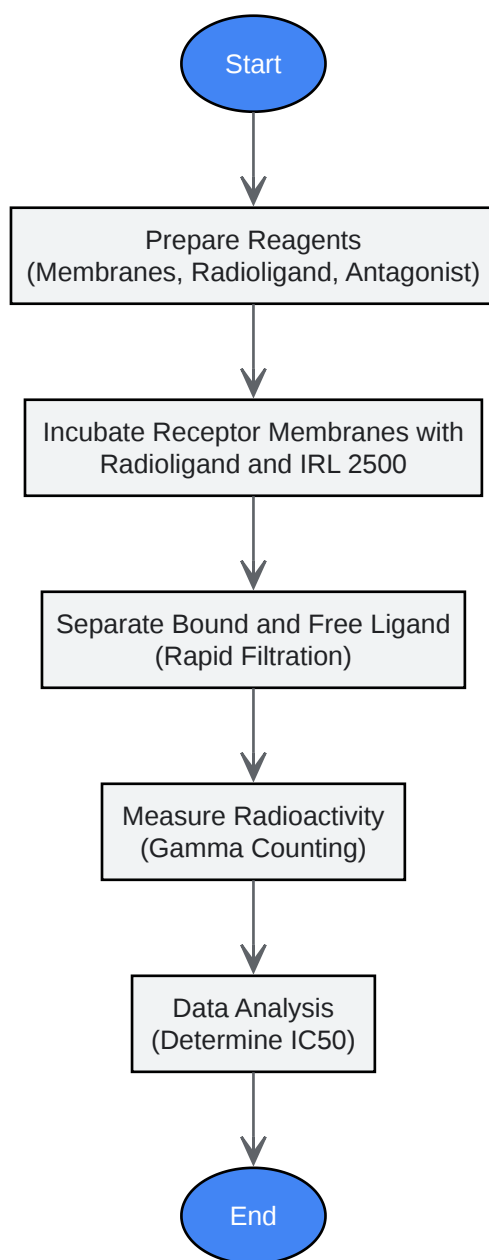 Start
Prepare Reagents
(Membranes, Radioligand, Antagonist)
Incubate Receptor Membranes with
Radioligand and IRL 2500
Separate Bound and Free Ligand
(Rapid Filtration)
Measure Radioactivity
(Gamma Counting)
Data Analysis
(Determine IC50)
End